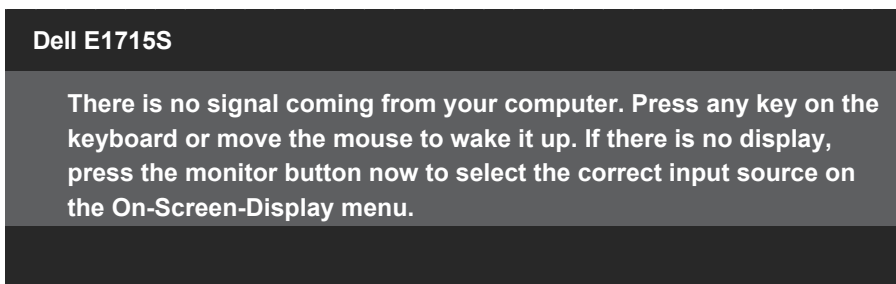 Dell E1715S
There is no signal coming from your computer. Press any key on the
keyboard or move the mouse to wake it up. If there is no display,
press the monitor button now to select the correct input source on
the On-Screen-Display menu.